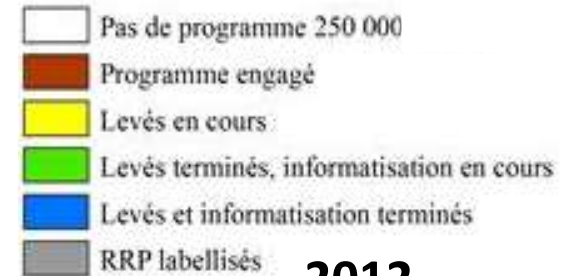 Pas de programme 250 000
Programme engagé
Levés en cours
Levés terminés, informatisation en cours
Levés et informatisation terminés
RRP labellisés
2012